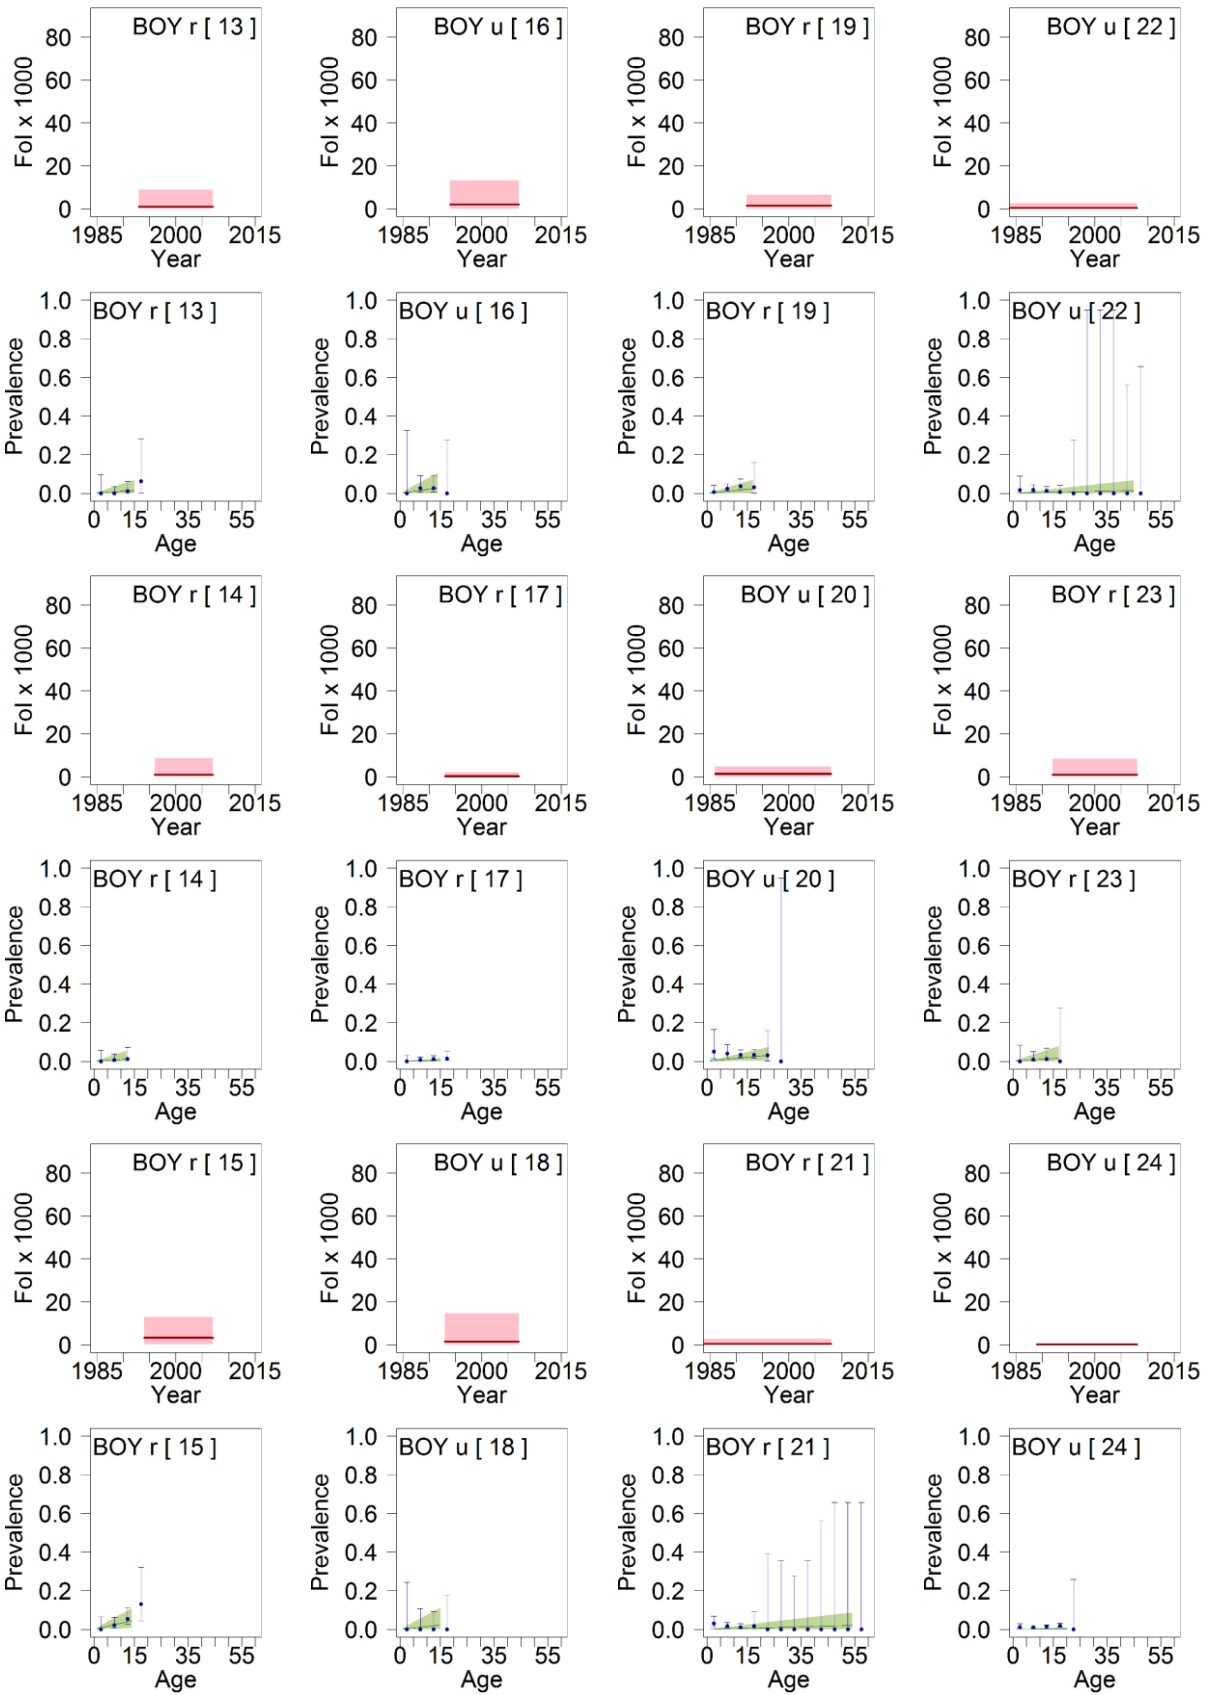 BOY r [ 13 ]
Fol x 1000
80
60
40
20
0
1985 2000 2015
Year
BOY u [ 16 ]
Fol x 1000
80
60
40
20
0
1985 2000 2015
Year
BOY r [ 19 ]
Fol x 1000
80
60
40
20
0
1985 2000 2015
Year
BOY u [ 22 ]
Fol x 1000
80
60
40
20
0
1985 2000 2015
Year
BOY r [ 13 ]
Prevalence
1.0
0.8
0.6
0.4
0.2
0.0
0 15 35 55
Age
BOY u [ 16 ]
Prevalence
1.0
0.8
0.6
0.4
0.2
0.0
0 15 35 55
Age
BOY r [ 19 ]
Prevalence
1.0
0.8
0.6
0.4
0.2
0.0
0 15 35 55
Age
BOY u [ 22 ]
Prevalence
1.0
0.8
0.6
0.4
0.2
0.0
0 15 35 55
Age
BOY r [ 14 ]
Fol x 1000
80
60
40
20
0
1985 2000 2015
Year
BOY r [ 17 ]
Fol x 1000
80
60
40
20
0
1985 2000 2015
Year
BOY u [ 20 ]
Fol x 1000
80
60
40
20
0
1985 2000 2015
Year
BOY r [ 23 ]
Fol x 1000
80
60
40
20
0
1985 2000 2015
Year
BOY r [ 14 ]
Prevalence
1.0
0.8
0.6
0.4
0.2
0.0
0 15 35 55
Age
BOY r [ 17 ]
Prevalence
1.0
0.8
0.6
0.4
0.2
0.0
0 15 35 55
Age
BOY u [ 20 ]
Prevalence
1.0
0.8
0.6
0.4
0.2
0.0
0 15 35 55
Age
BOY r [ 23 ]
Prevalence
1.0
0.8
0.6
0.4
0.2
0.0
0 15 35 55
Age
BOY r [ 15 ]
Fol x 1000
80
60
40
20
0
1985 2000 2015
Year
BOY u [ 18 ]
Fol x 1000
80
60
40
20
0
1985 2000 2015
Year
BOY r [ 21 ]
Fol x 1000
80
60
40
20
0
1985 2000 2015
Year
BOY u [ 24 ]
Fol x 1000
80
60
40
20
0
1985 2000 2015
Year
BOY r [ 15 ]
Prevalence
1.0
0.8
0.6
0.4
0.2
0.0
0 15 35 55
Age
BOY u [ 18 ]
Prevalence
1.0
0.8
0.6
0.4
0.2
0.0
0 15 35 55
Age
BOY r [ 21 ]
Prevalence
1.0
0.8
0.6
0.4
0.2
0.0
0 15 35 55
Age
BOY u [ 24 ]
Prevalence
1.0
0.8
0.6
0.4
0.2
0.0
0 15 35 55
Age